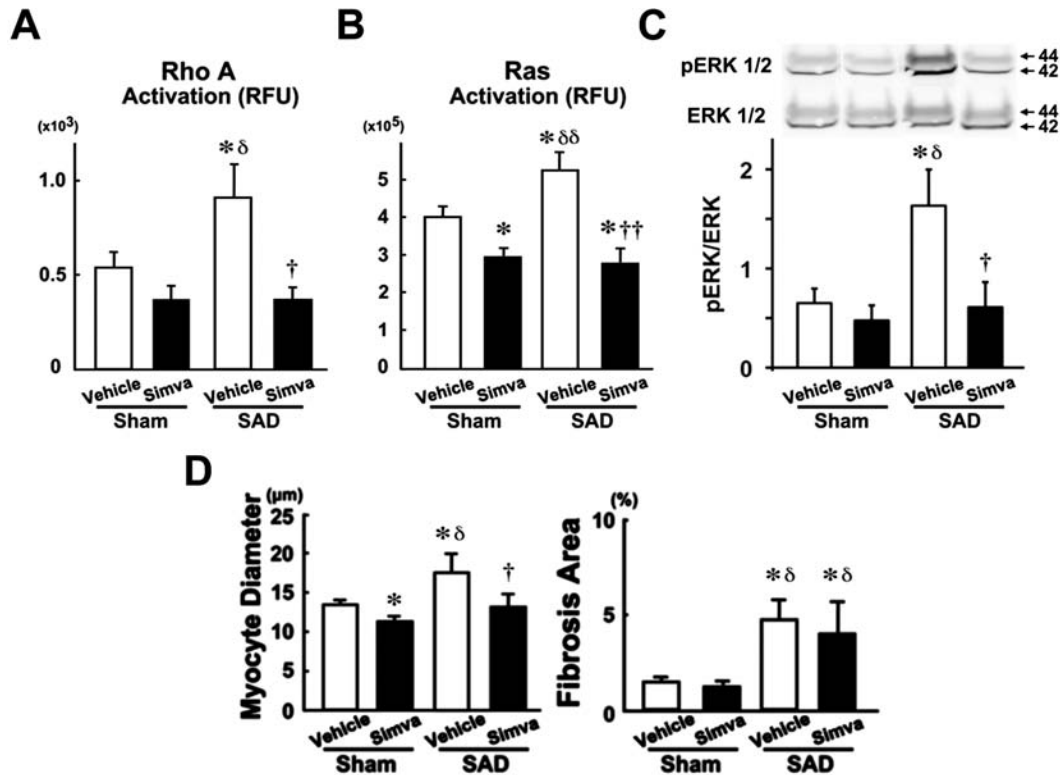 A
Rho A
Activation (RFU)
(x10³)
*δ
1.0
†
0.5
0
Vehicle Simva Vehicle Simva
Sham SAD
B
Ras
Activation (RFU)
(x10⁵)
*δδ
5
*
*††
4
3
2
1
0
Vehicle Simva Vehicle Simva
Sham SAD
C
pERK 1/2
←44
←42
ERK 1/2
←44
←42
*δ
2
pERK/ERK
†
1
0
Vehicle Simva Vehicle Simva
Sham SAD
D
(μm)
Myocyte Diameter
25
*δ
20
†
*
15
10
5
0
Vehicle Simva Vehicle Simva
Sham SAD
(%)
Fibrosis Area
10
*δ *δ
5
0
Vehicle Simva Vehicle Simva
Sham SAD